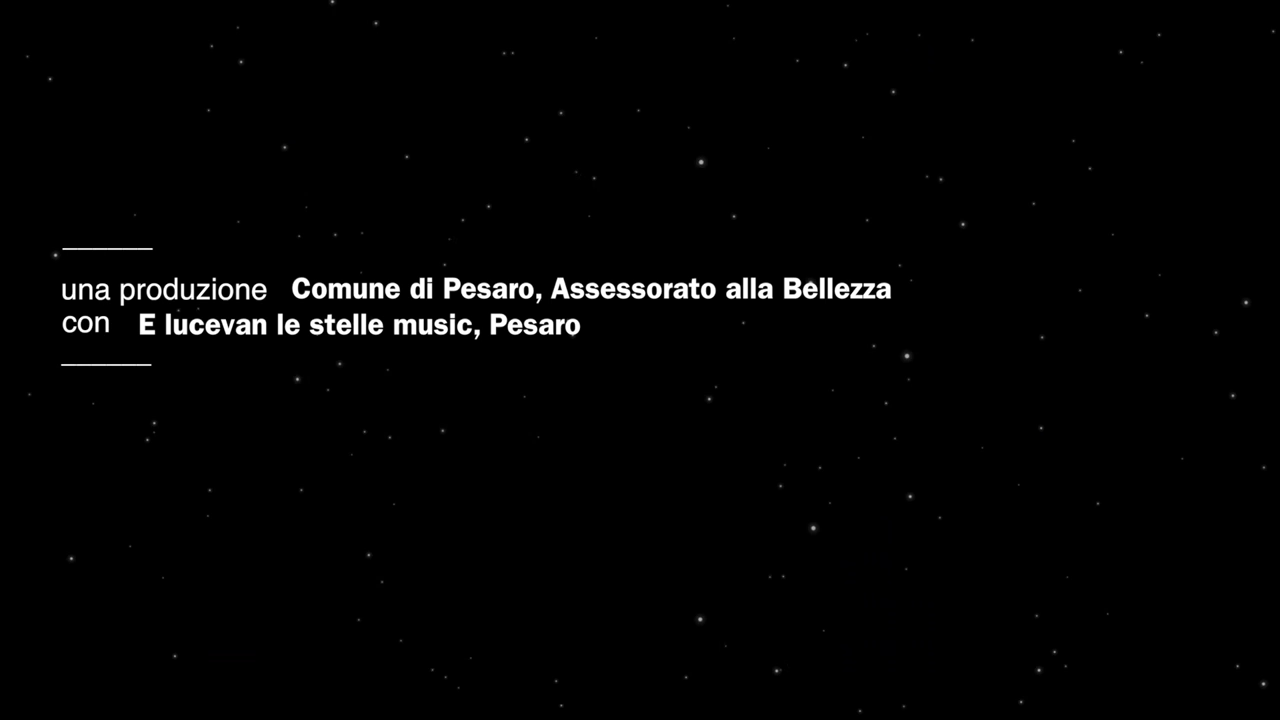 una produzione Comune di Pesaro, Assessorato alla Bellezza
con E lucevan le stelle music, Pesaro